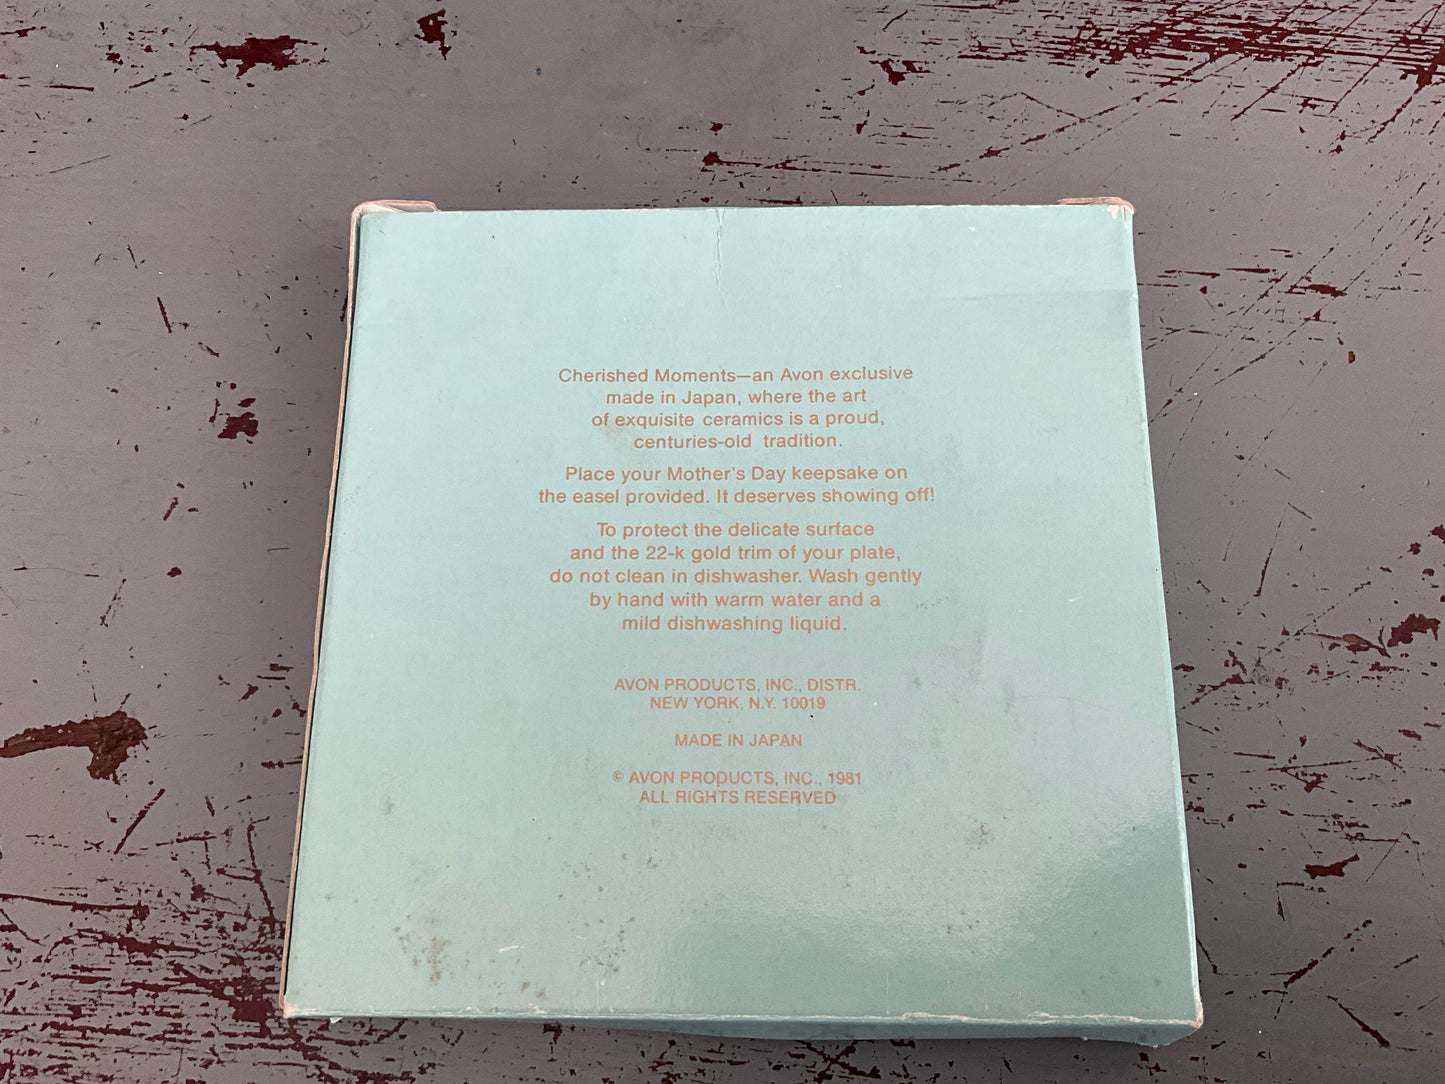 Cherished Moments—an Avon exclusive
made in Japan, where the art
of exquisite ceramics is a proud,
centuries-old tradition.
Place your Mother's Day keepsake on
the easel provided. It deserves showing off!
To protect the delicate surface
and the 22-k gold trim of your plate,
do not clean in dishwasher. Wash gently
by hand with warm water and a
mild dishwashing liquid.
AVON PRODUCTS, INC., DISTR.
NEW YORK, N.Y. 10019
MADE IN JAPAN
© AVON PRODUCTS, INC., 1981
ALL RIGHTS RESERVED